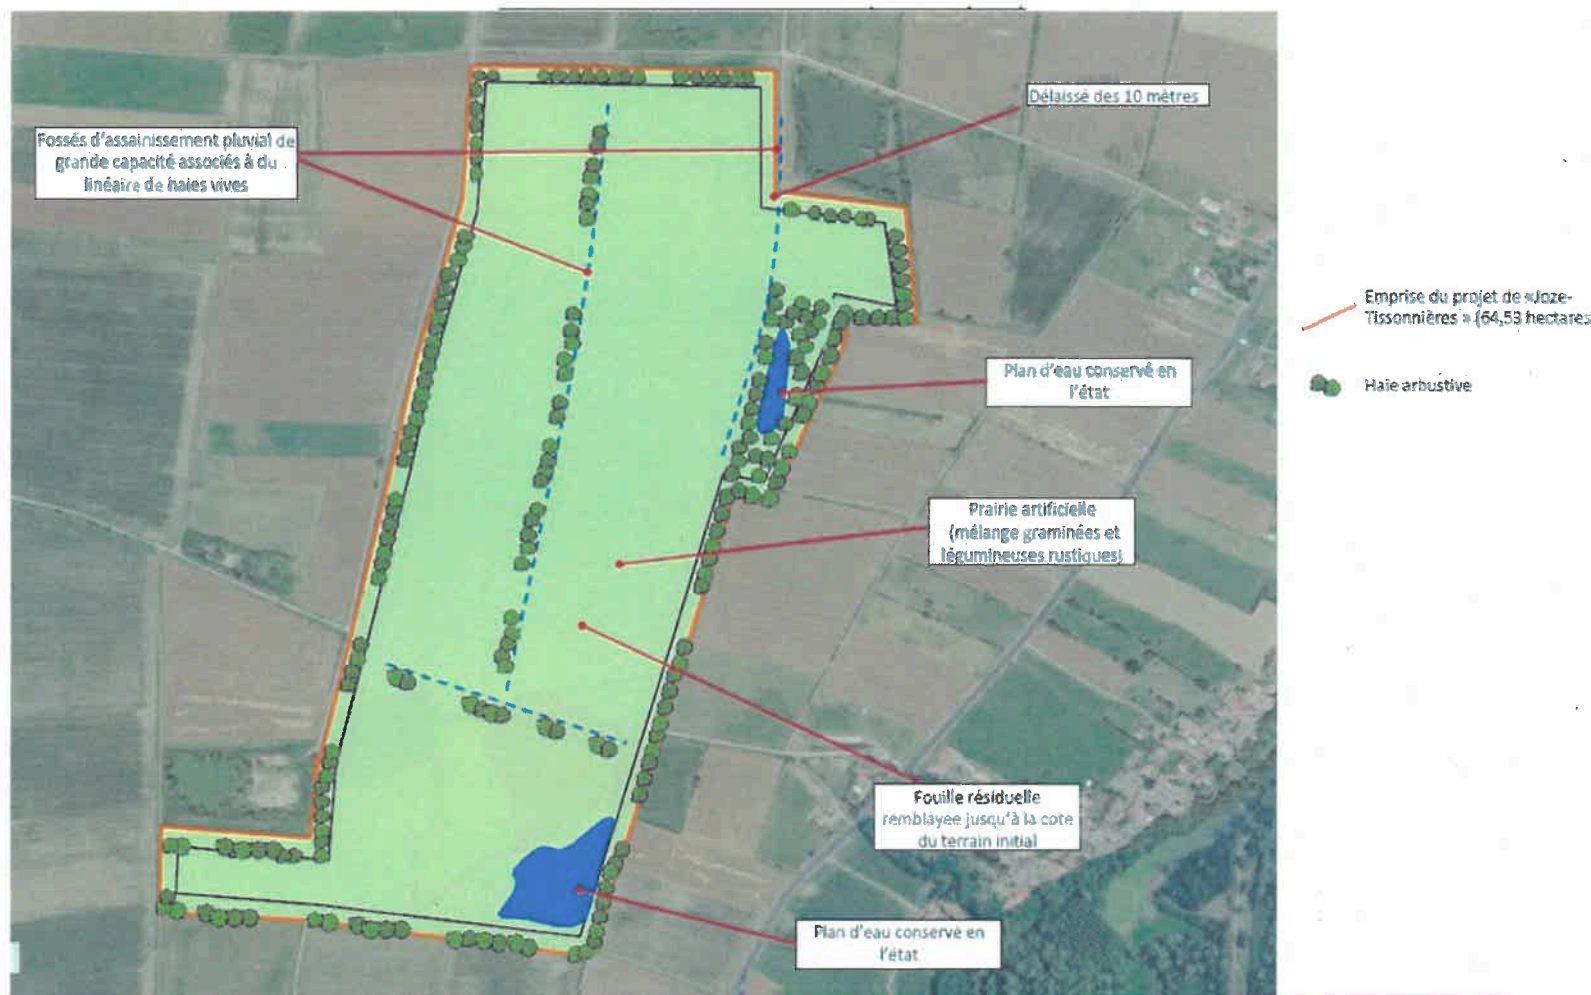 Délaissé des 10 mètres
Fossés d'assainissement pluvial de
grande capacité associés à du
linéaire de haies vives
Emprise du projet de «Joze-
Tissonnières » (64,53 hectares
Plan d'eau conservé en
l'état
Haie arbustive
Prairie artificielle
(mélange graminées et
légumineuses rustiques)
Fouille résiduelle
remblayée jusqu'à la cote
du terrain initial
Plan d'eau conservé en
l'état